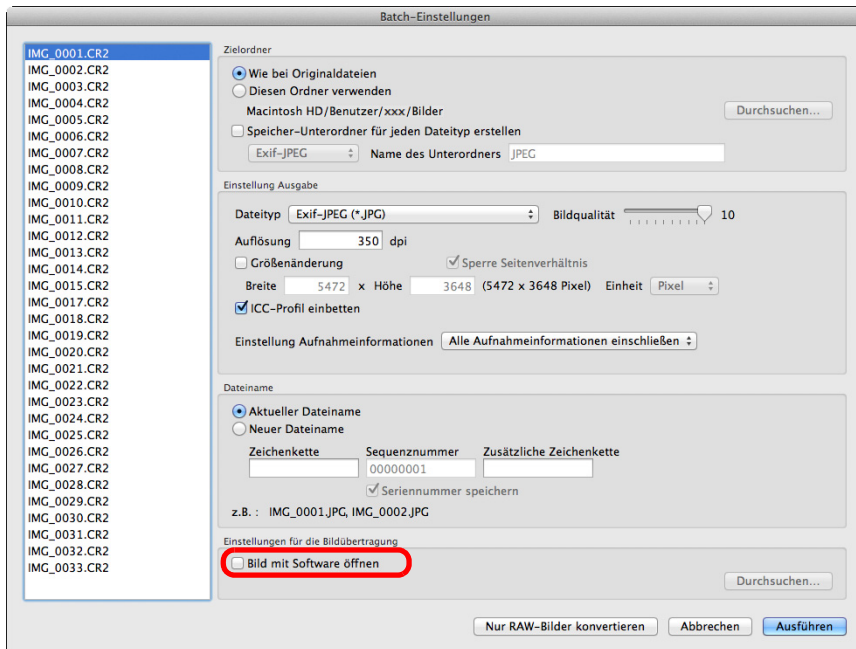 Batch-Einstellungen
IMG_0001.CR2
IMG_0002.CR2
IMG_0003.CR2
IMG_0004.CR2
IMG_0005.CR2
IMG_0006.CR2
IMG_0007.CR2
IMG_0008.CR2
IMG_0009.CR2
IMG_0010.CR2
IMG_0011.CR2
IMG_0012.CR2
IMG_0013.CR2
IMG_0014.CR2
IMG_0015.CR2
IMG_0016.CR2
IMG_0017.CR2
IMG_0018.CR2
IMG_0019.CR2
IMG_0020.CR2
IMG_0021.CR2
IMG_0022.CR2
IMG_0023.CR2
IMG_0024.CR2
IMG_0025.CR2
IMG_0026.CR2
IMG_0027.CR2
IMG_0028.CR2
IMG_0029.CR2
IMG_0030.CR2
IMG_0031.CR2
IMG_0032.CR2
IMG_0033.CR2
Zielordner
Wie bei Originaldateien
Diesen Ordner verwenden
Macintosh HD/Benutzer/xxx/Bilder Durchsuchen...
Speicher-Unterordner für jeden Dateityp erstellen
Exif-JPEG Name des Unterordners JPEG
Einstellung Ausgabe
Dateityp Exif-JPEG (*.JPG) Bildqualität 10
Auflösung 350 dpi
Größenänderung Sperre Seitenverhältnis
Breite 5472 x Höhe 3648 (5472 x 3648 Pixel) Einheit Pixel
ICC-Profil einbetten
Einstellung Aufnahmeinformationen Alle Aufnahmeinformationen einschließen
Dateiname
Aktueller Dateiname
Neuer Dateiname
Zeichenkette Sequenznummer Zusätzliche Zeichenkette
00000001
Seriennummer speichern
z.B. : IMG_0001.JPG, IMG_0002.JPG
Einstellungen für die Bildübertragung
Bild mit Software öffnen
Durchsuchen...
Nur RAW-Bilder konvertieren Abbrechen Ausführen